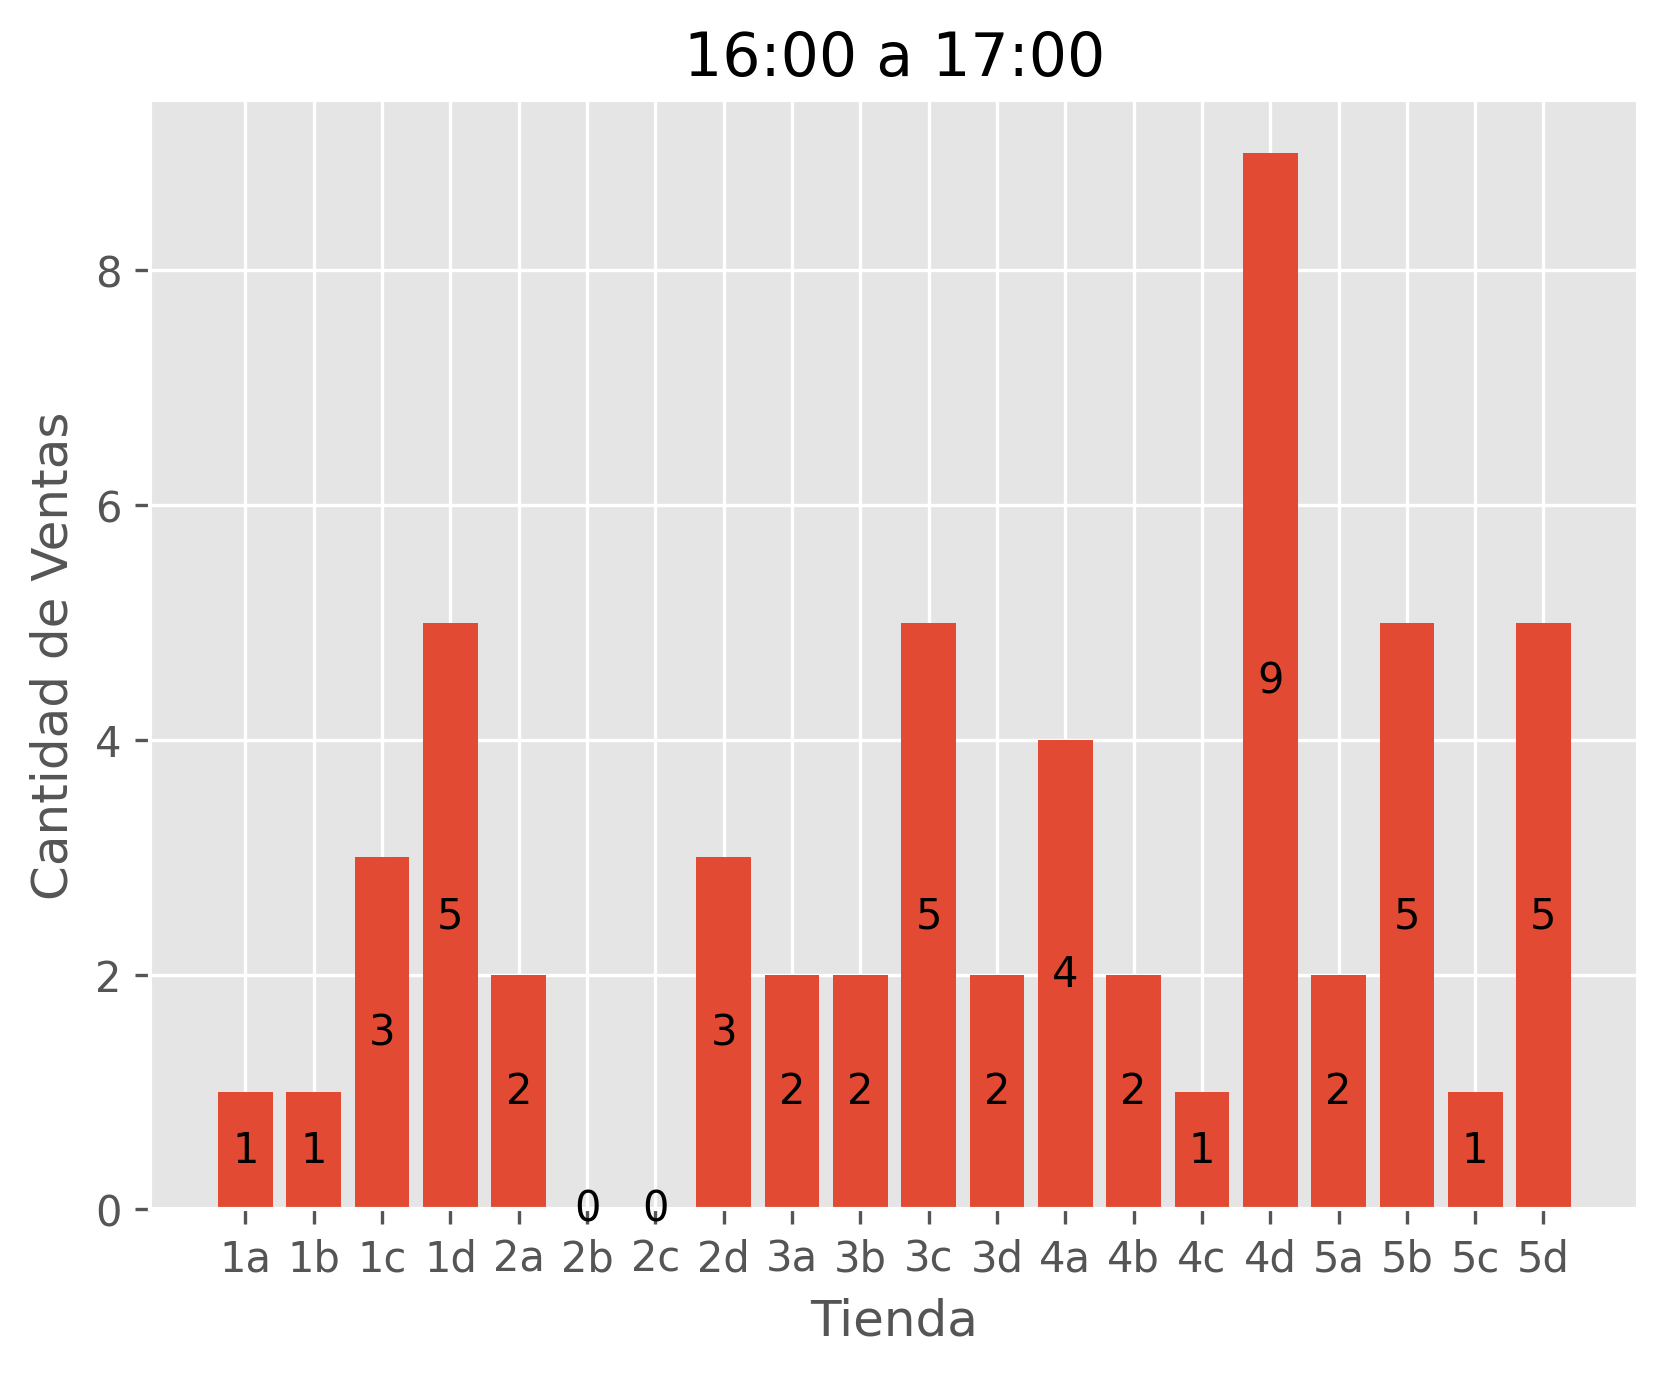 16:00 a 17:00
Cantidad de Ventas
8
6
4
2
0
1 1 3 5 2 0 0 3 2 2 5 2 4 2 1 9 2 5 1 5
1a 1b 1c 1d 2a 2b 2c 2d 3a 3b 3c 3d 4a 4b 4c 4d 5a 5b 5c 5d
Tienda